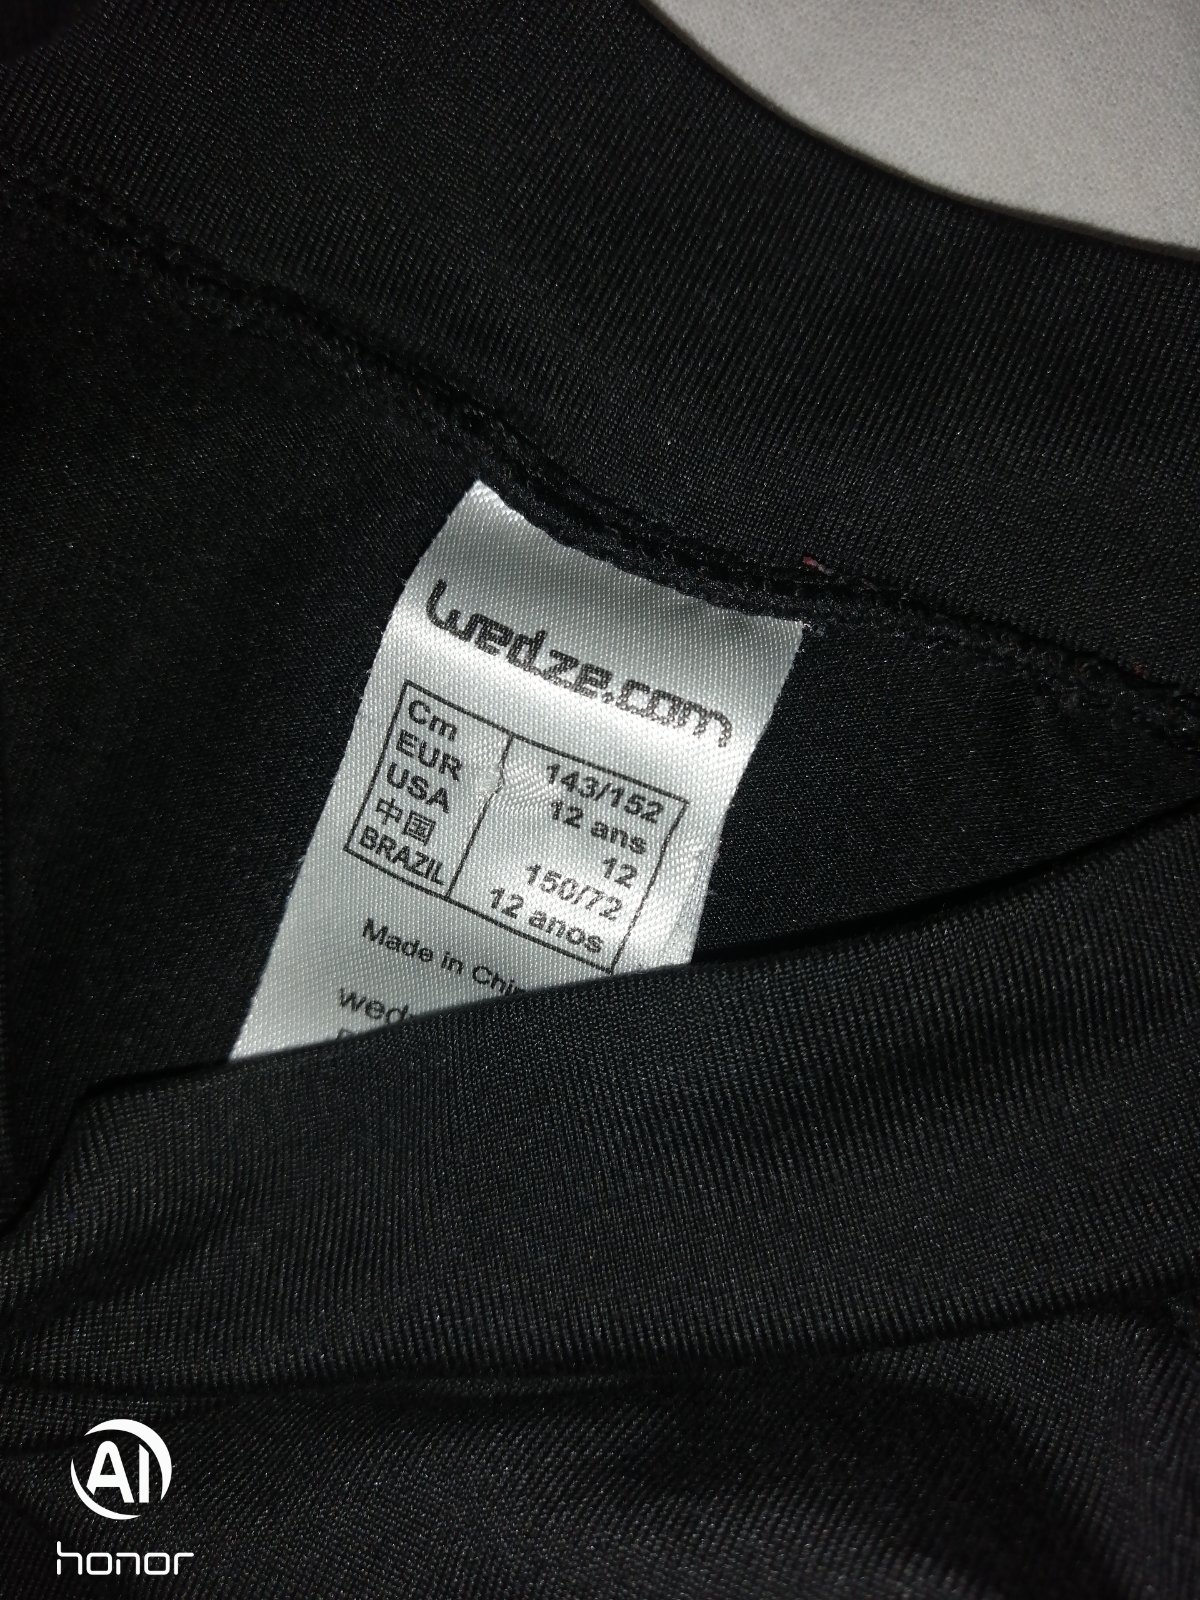 wedze.com
Cm 143/152
EUR 12 ans
USA 12
中国 150/72
BRAZIL 12 anos
Made in
AI
honor